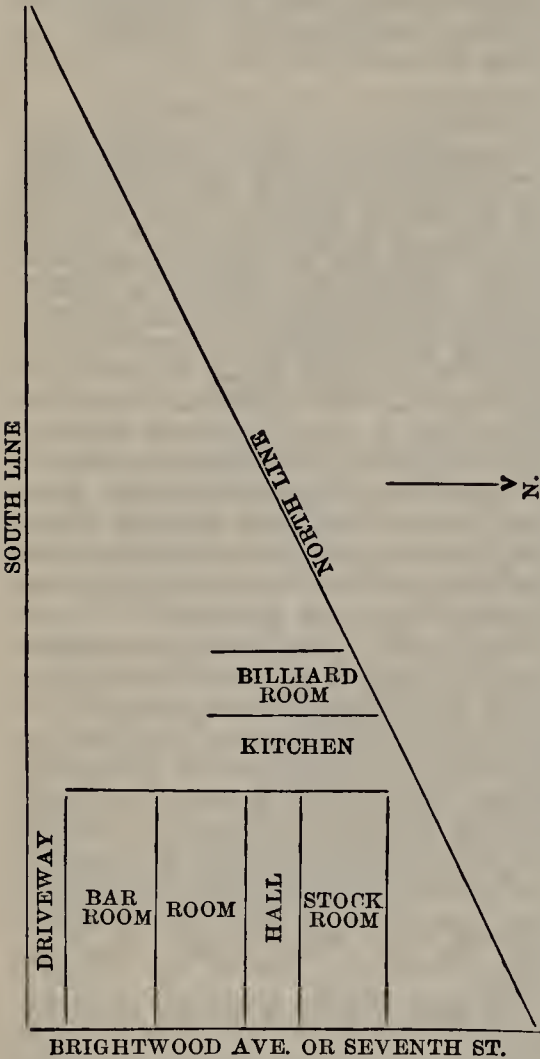 SOUTH LINE
NORTH LINE
N.
BILLIARD
ROOM
KITCHEN
DRIVEWAY
BAR
ROOM
ROOM
HALL
STOCK
ROOM
BRIGHTWOOD AVE. OR SEVENTH ST.